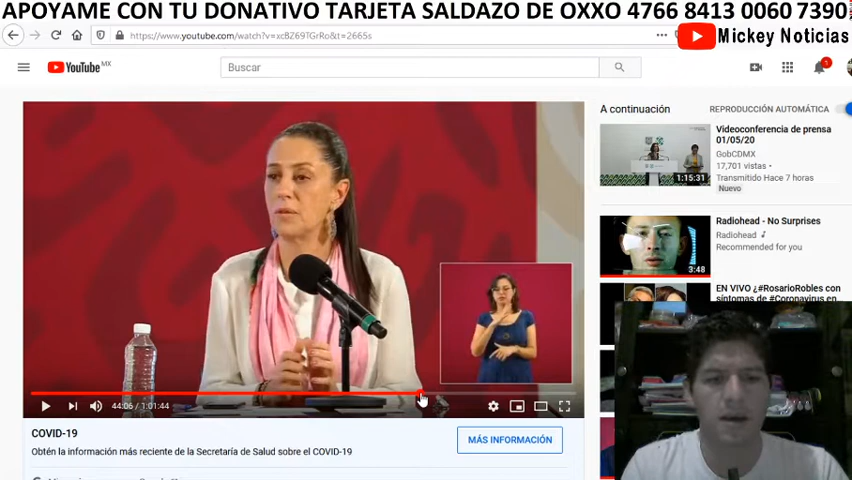 APOYAME CON TU DONATIVO TARJETA SALDAZO DE OXXO 4766 8413 0060 7390
https://www.youtube.com/watch?v=xcBZ69TGrRo&t=2665s
Mickey Noticias
YouTube MX
Buscar
1
A continuación
REPRODUCCIÓN AUTOMÁTICA
Videoconferencia de prensa
01/05/20
GobCDMX
17,701 vistas •
Transmitido Hace 7 horas
Nuevo
1:15:31
Radiohead - No Surprises
Radiohead
Recommended for you
3:48
EN VIVO ¿#RosarioRobles con
síntomas de #Coronavirus en
44:06 / 1:01:44
COVID-19
MÁS INFORMACIÓN
Obtén la información más reciente de la Secretaría de Salud sobre el COVID-19